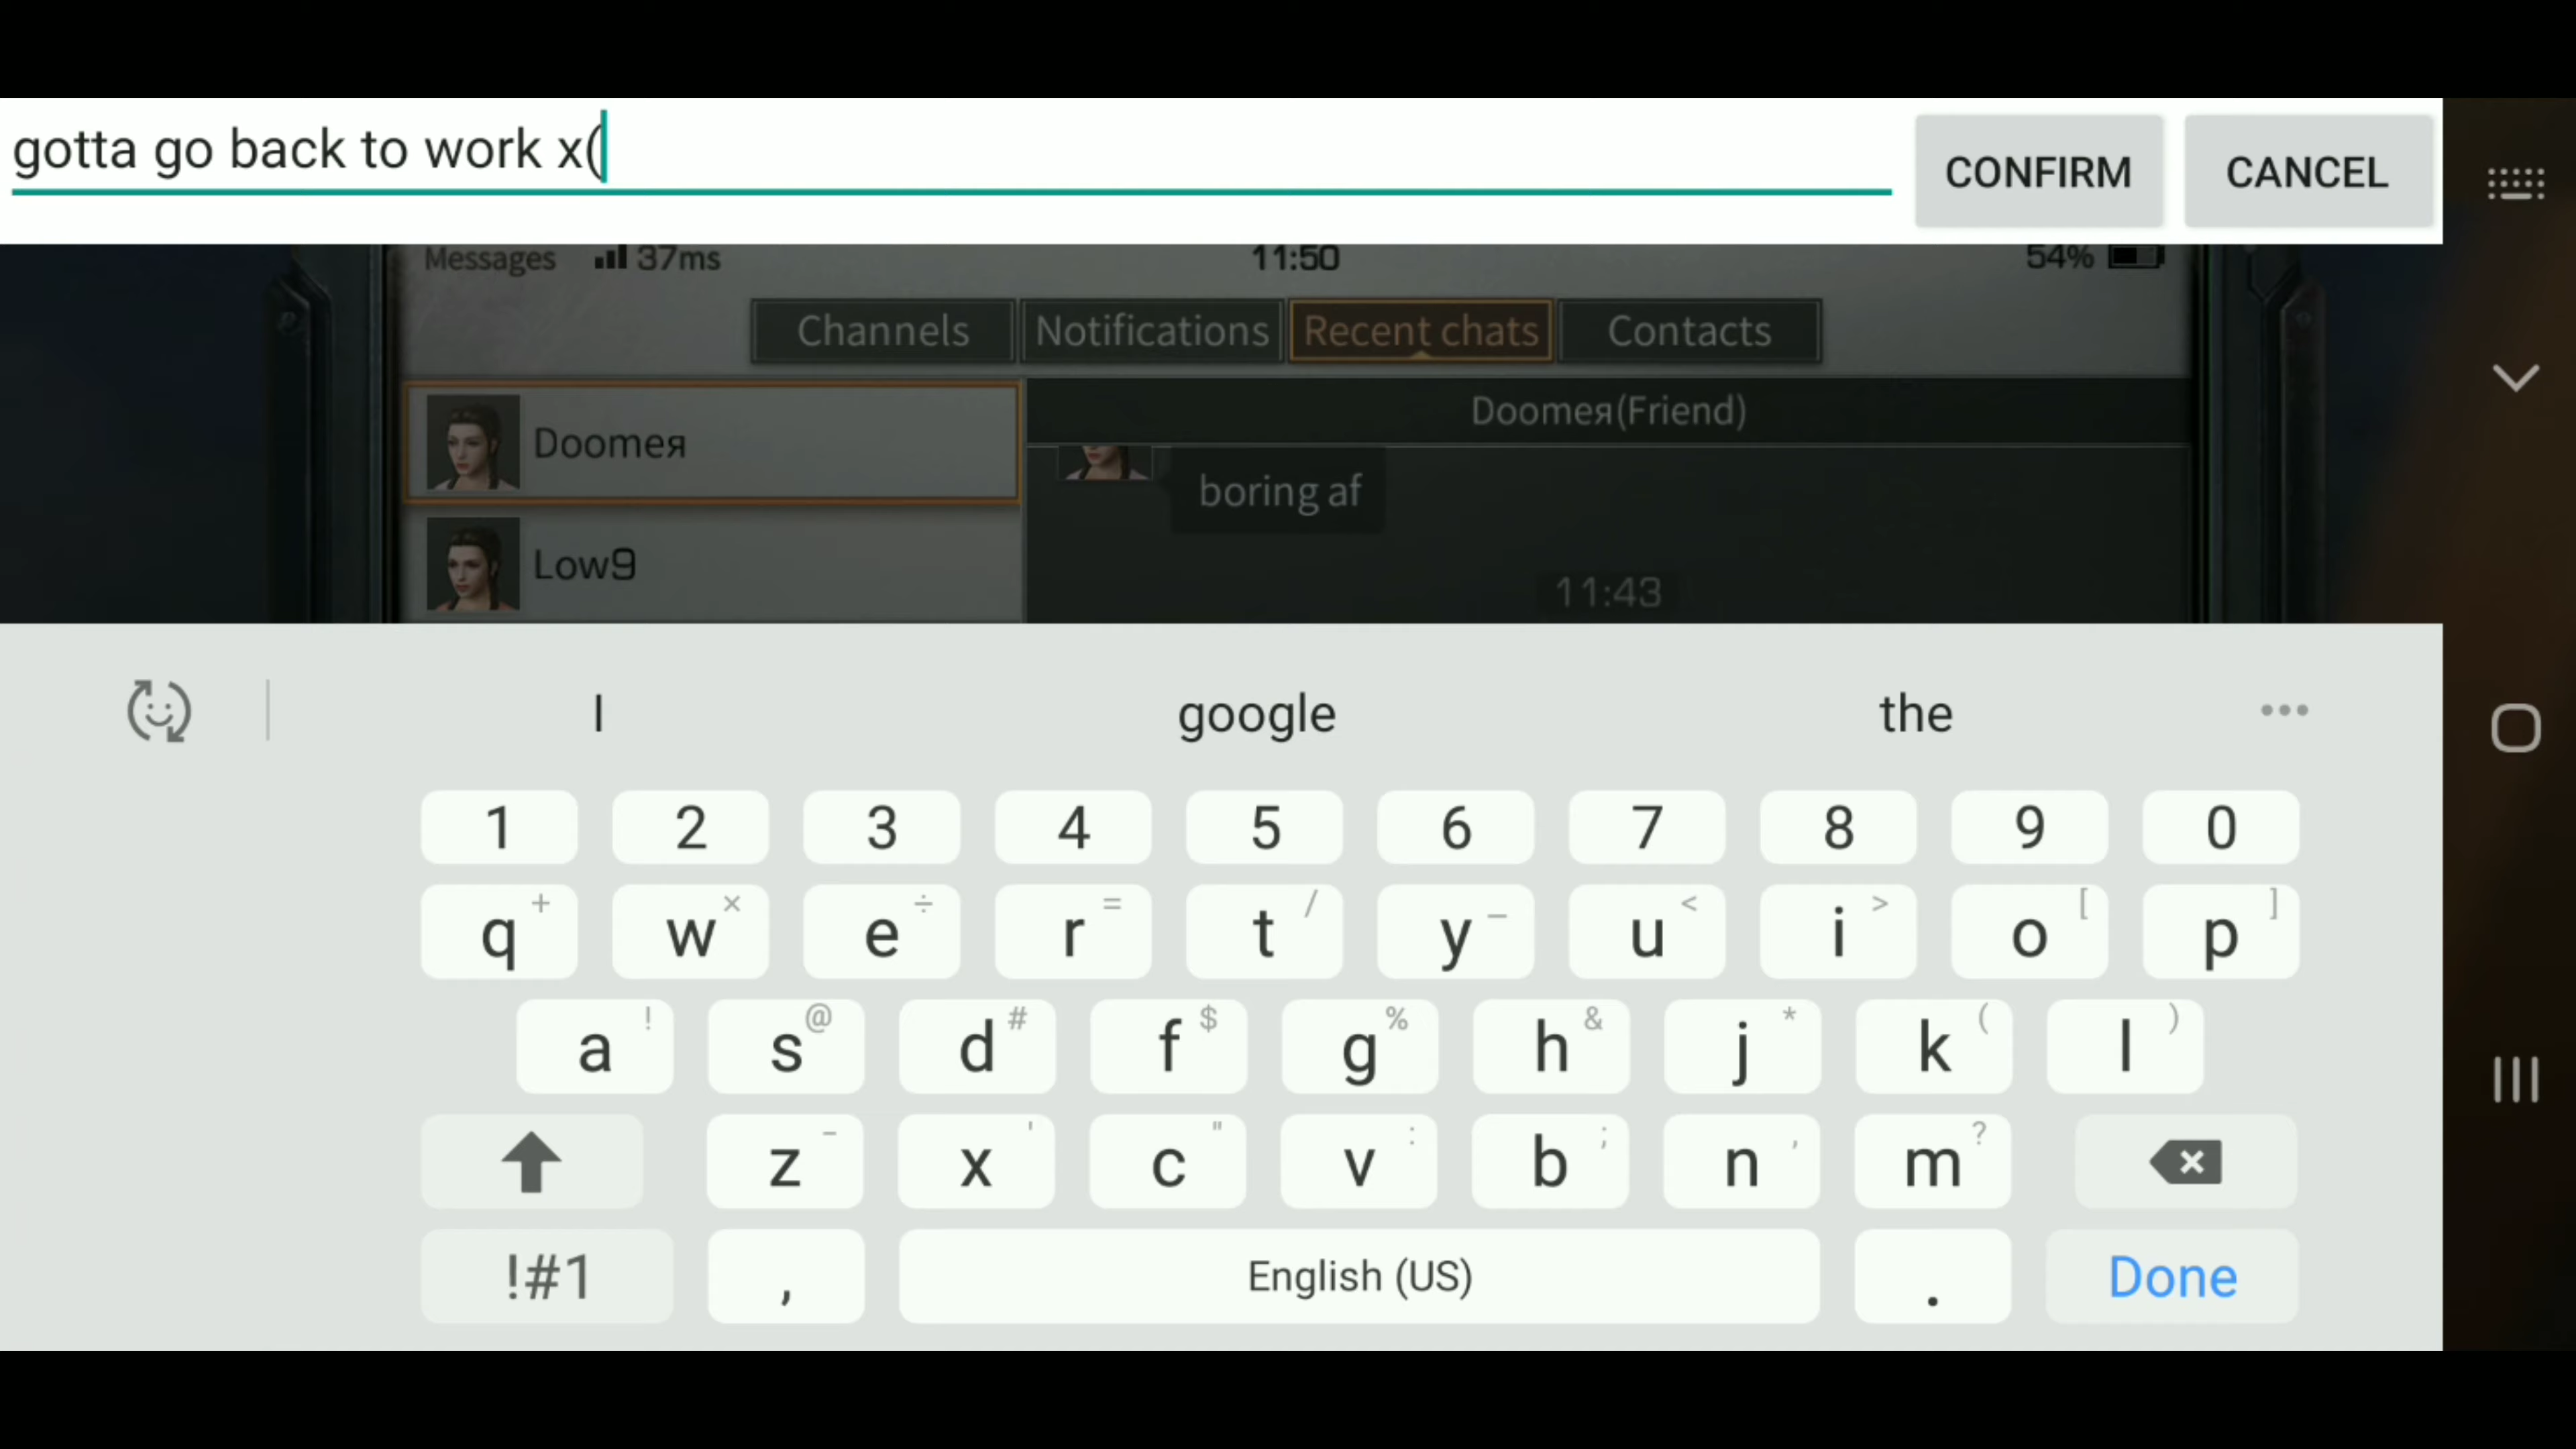 gotta go back to work x(
CONFIRM
CANCEL
Messages
37ms
11:50
54%
Channels
Notifications
Recent chats
Contacts
Doomeя
Doomeя(Friend)
boring af
Low9
11:43
I
google
the
1 2 3 4 5 6 7 8 9 0
q + w × e ÷ r = t / y _ u < i > o [ p ]
a ! s @ d # f $ g % h & j * k ( l )
z - x ' c " v : b ; n , m ?
!#1 , English (US) . Done